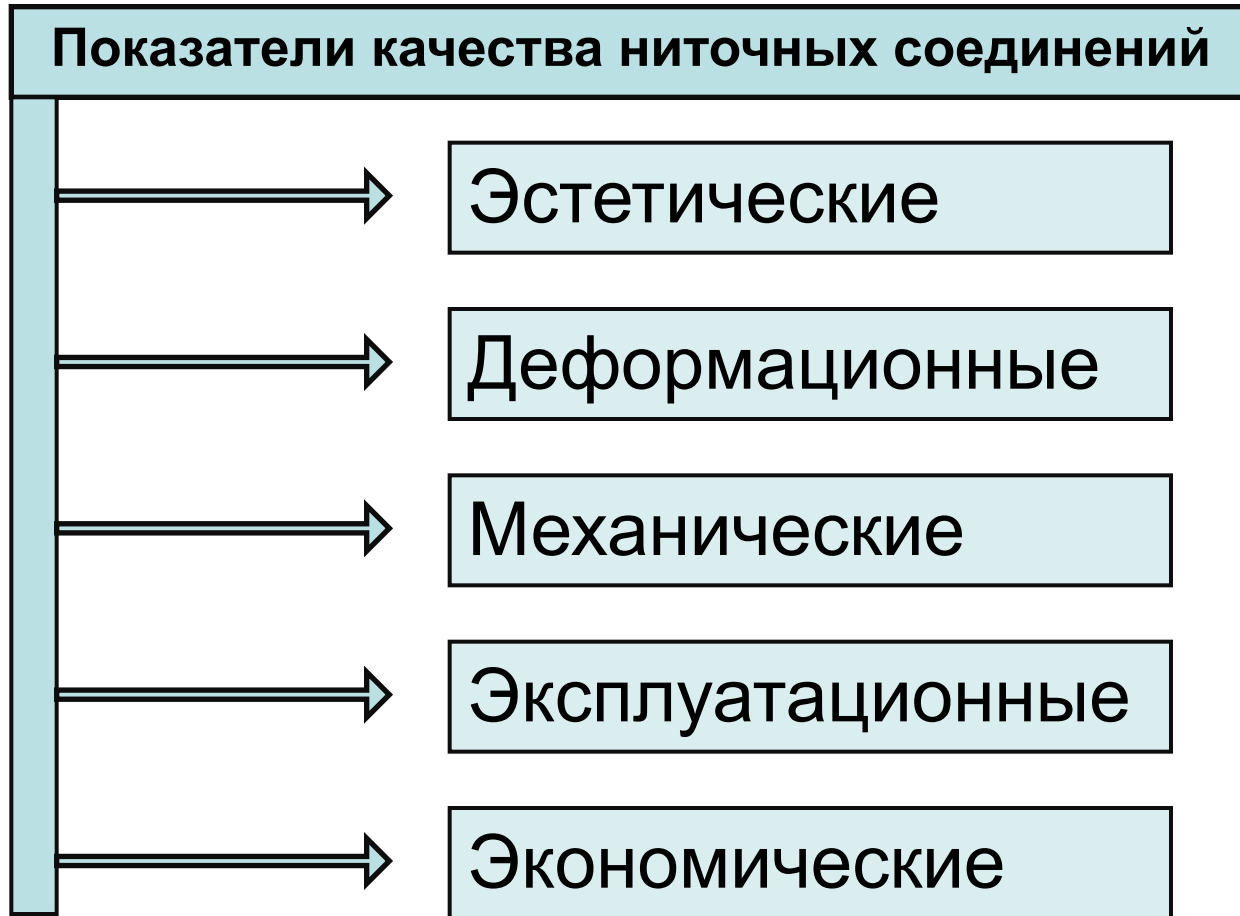 Показатели качества ниточных соединений
Эстетические
Деформационные
Механические
Эксплуатационные
Экономические